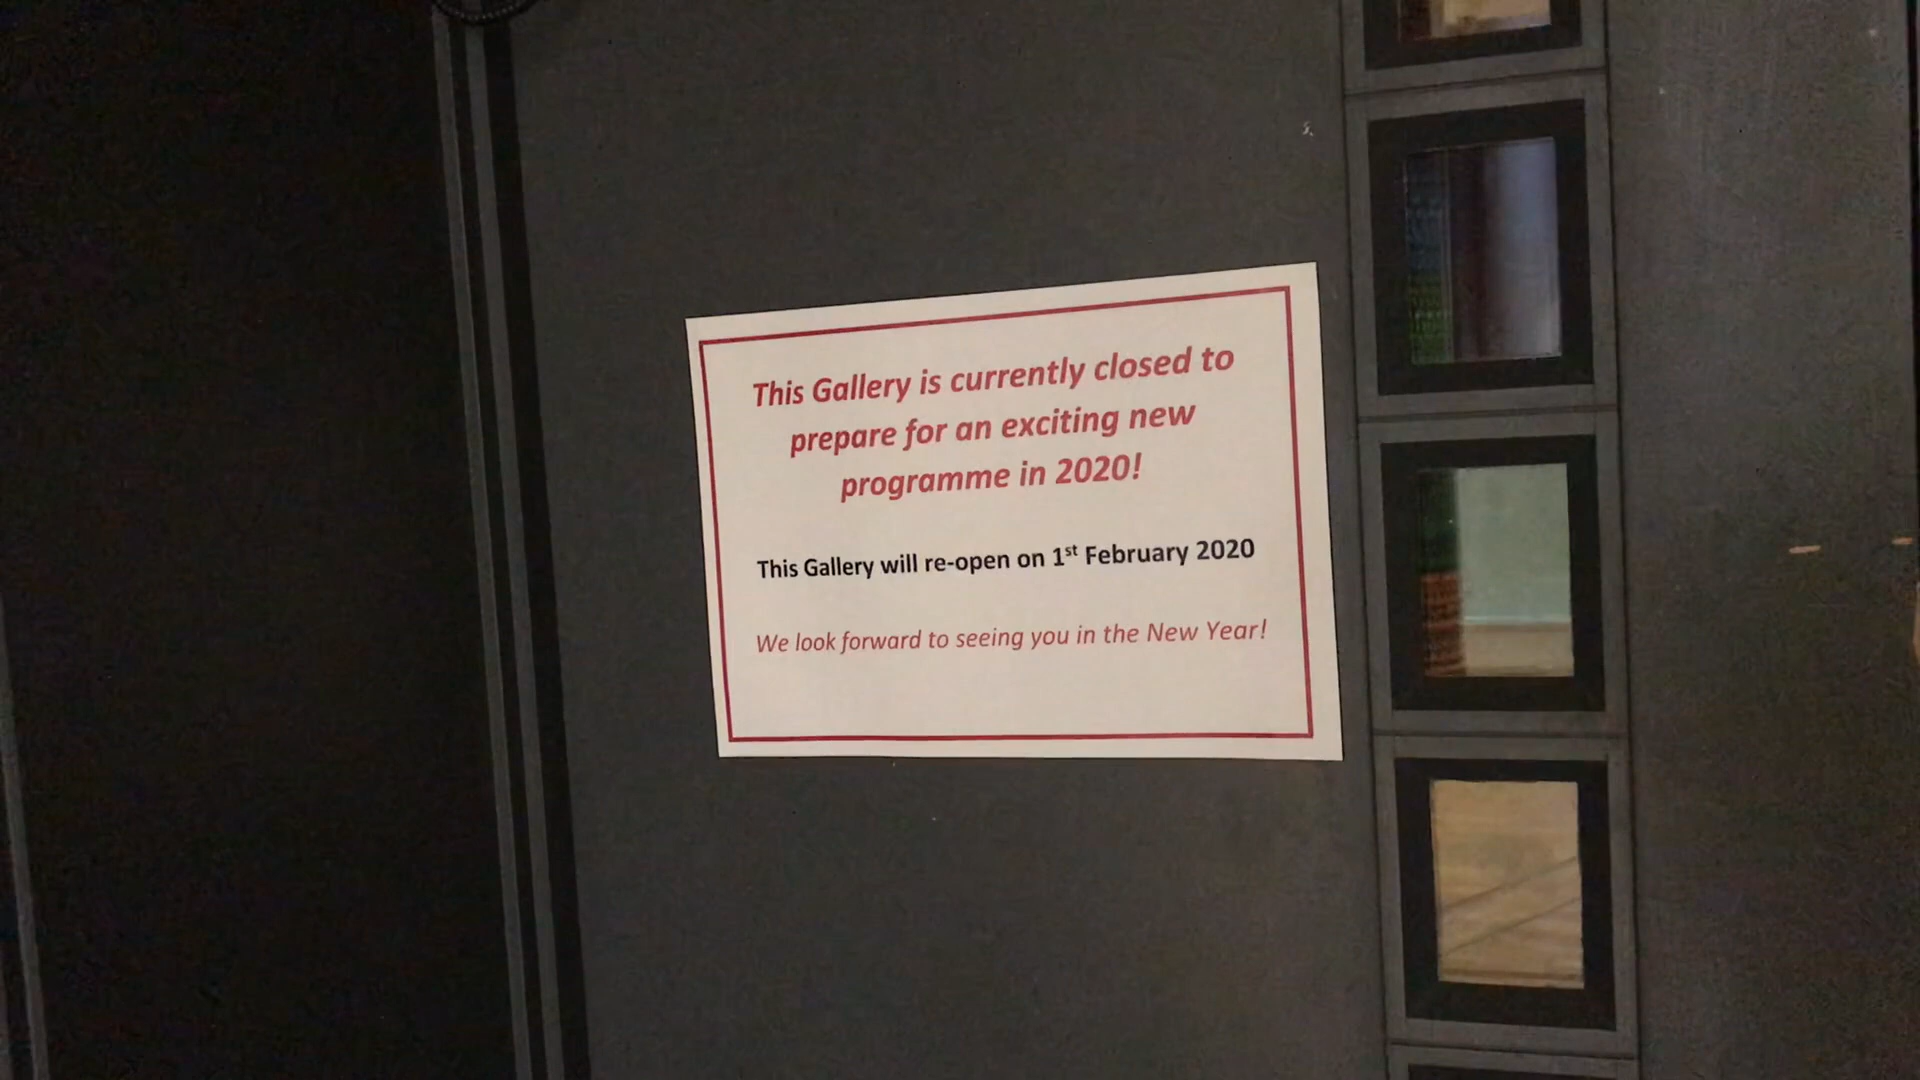 This Gallery is currently closed to
prepare for an exciting new
programme in 2020!
This Gallery will re-open on 1st February 2020
We look forward to seeing you in the New Year!